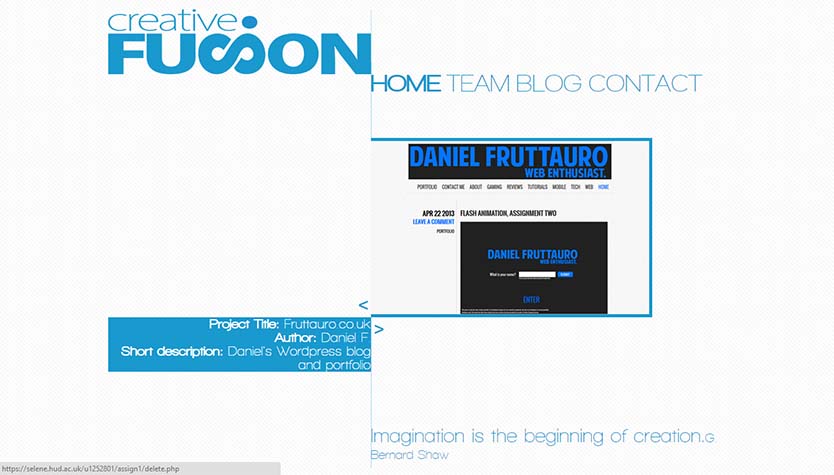 creative
FUSION
HOME TEAM BLOG CONTACT
DANIEL FRUTTAURO
WEB ENTHUSIAST.
PORTFOLIO CONTACT ME ABOUT GAMING REVIEWS TUTORIALS MOBILE TECH WEB HOME
APR 22 2013
LEAVE A COMMENT
PORTFOLIO
FLASH ANIMATION, ASSIGNMENT TWO
DANIEL FRUTTAURO
WEB ENTHUSIAST.
What is your name? SUBMIT
ENTER
<
Project Title: Fruttauro.co.uk
Author: Daniel F.
Short description: Daniel's Wordpress blog
and portfolio
>
Imagination is the beginning of creation.G.
Bernard Shaw
https://selene.hud.ac.uk/u1252801/assign1/delete.php